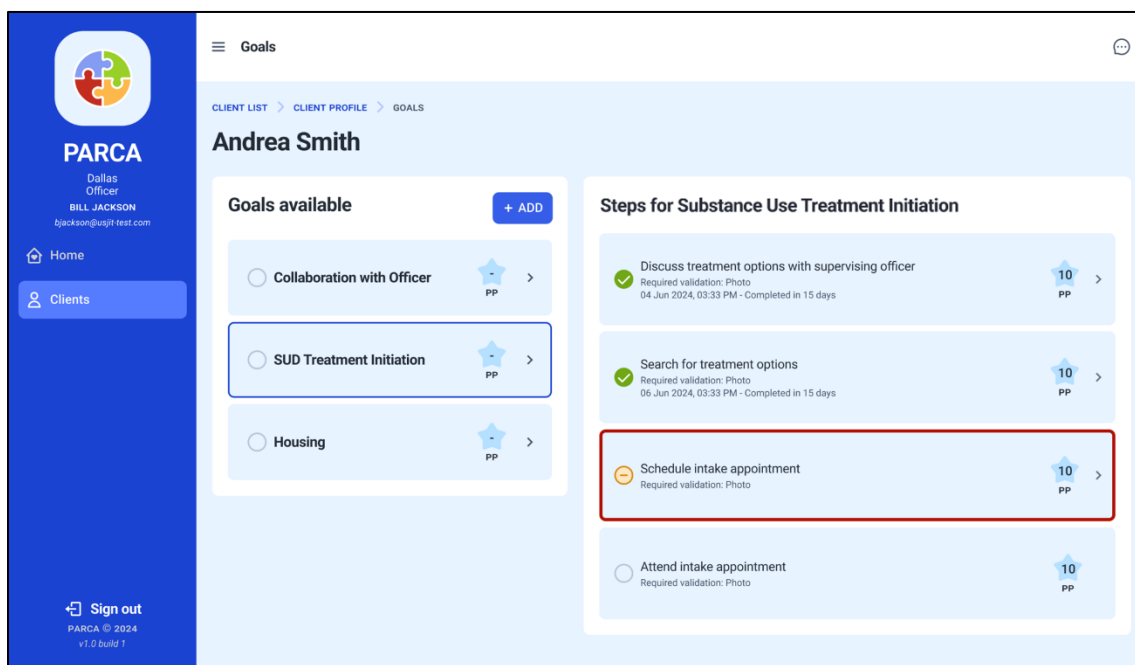 PARCA
Dallas
Officer
BILL JACKSON
bjackson@usjit-test.com
Home
Clients
Sign out
PARCA © 2024
v1.0 build 1
Goals
CLIENT LIST > CLIENT PROFILE > GOALS
Andrea Smith
Goals available
+ ADD
Collaboration with Officer
-
PP
SUD Treatment Initiation
-
PP
Housing
-
PP
Steps for Substance Use Treatment Initiation
Discuss treatment options with supervising officer
Required validation: Photo
04 Jun 2024, 03:33 PM - Completed in 15 days
10
PP
Search for treatment options
Required validation: Photo
06 Jun 2024, 03:33 PM - Completed in 15 days
10
PP
Schedule intake appointment
Required validation: Photo
10
PP
Attend intake appointment
Required validation: Photo
10
PP